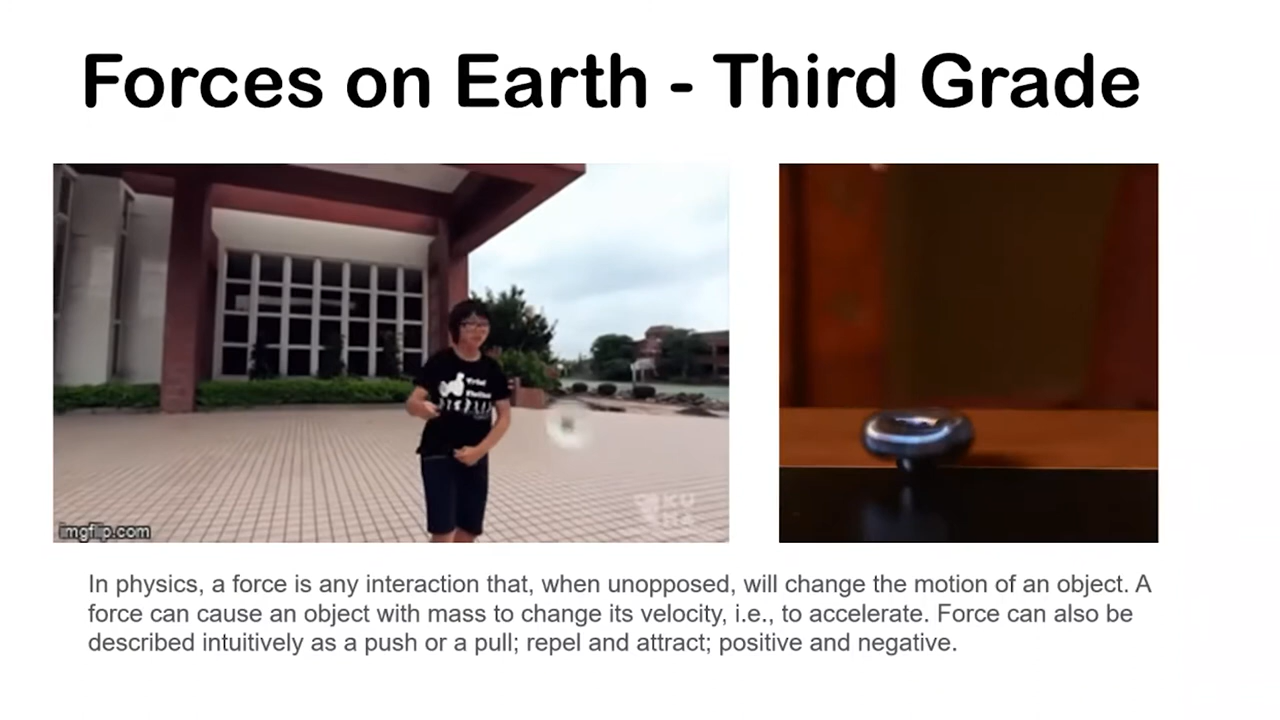 Forces on Earth - Third Grade
imgflip.com
In physics, a force is any interaction that, when unopposed, will change the motion of an object. A
force can cause an object with mass to change its velocity, i.e., to accelerate. Force can also be
described intuitively as a push or a pull; repel and attract; positive and negative.